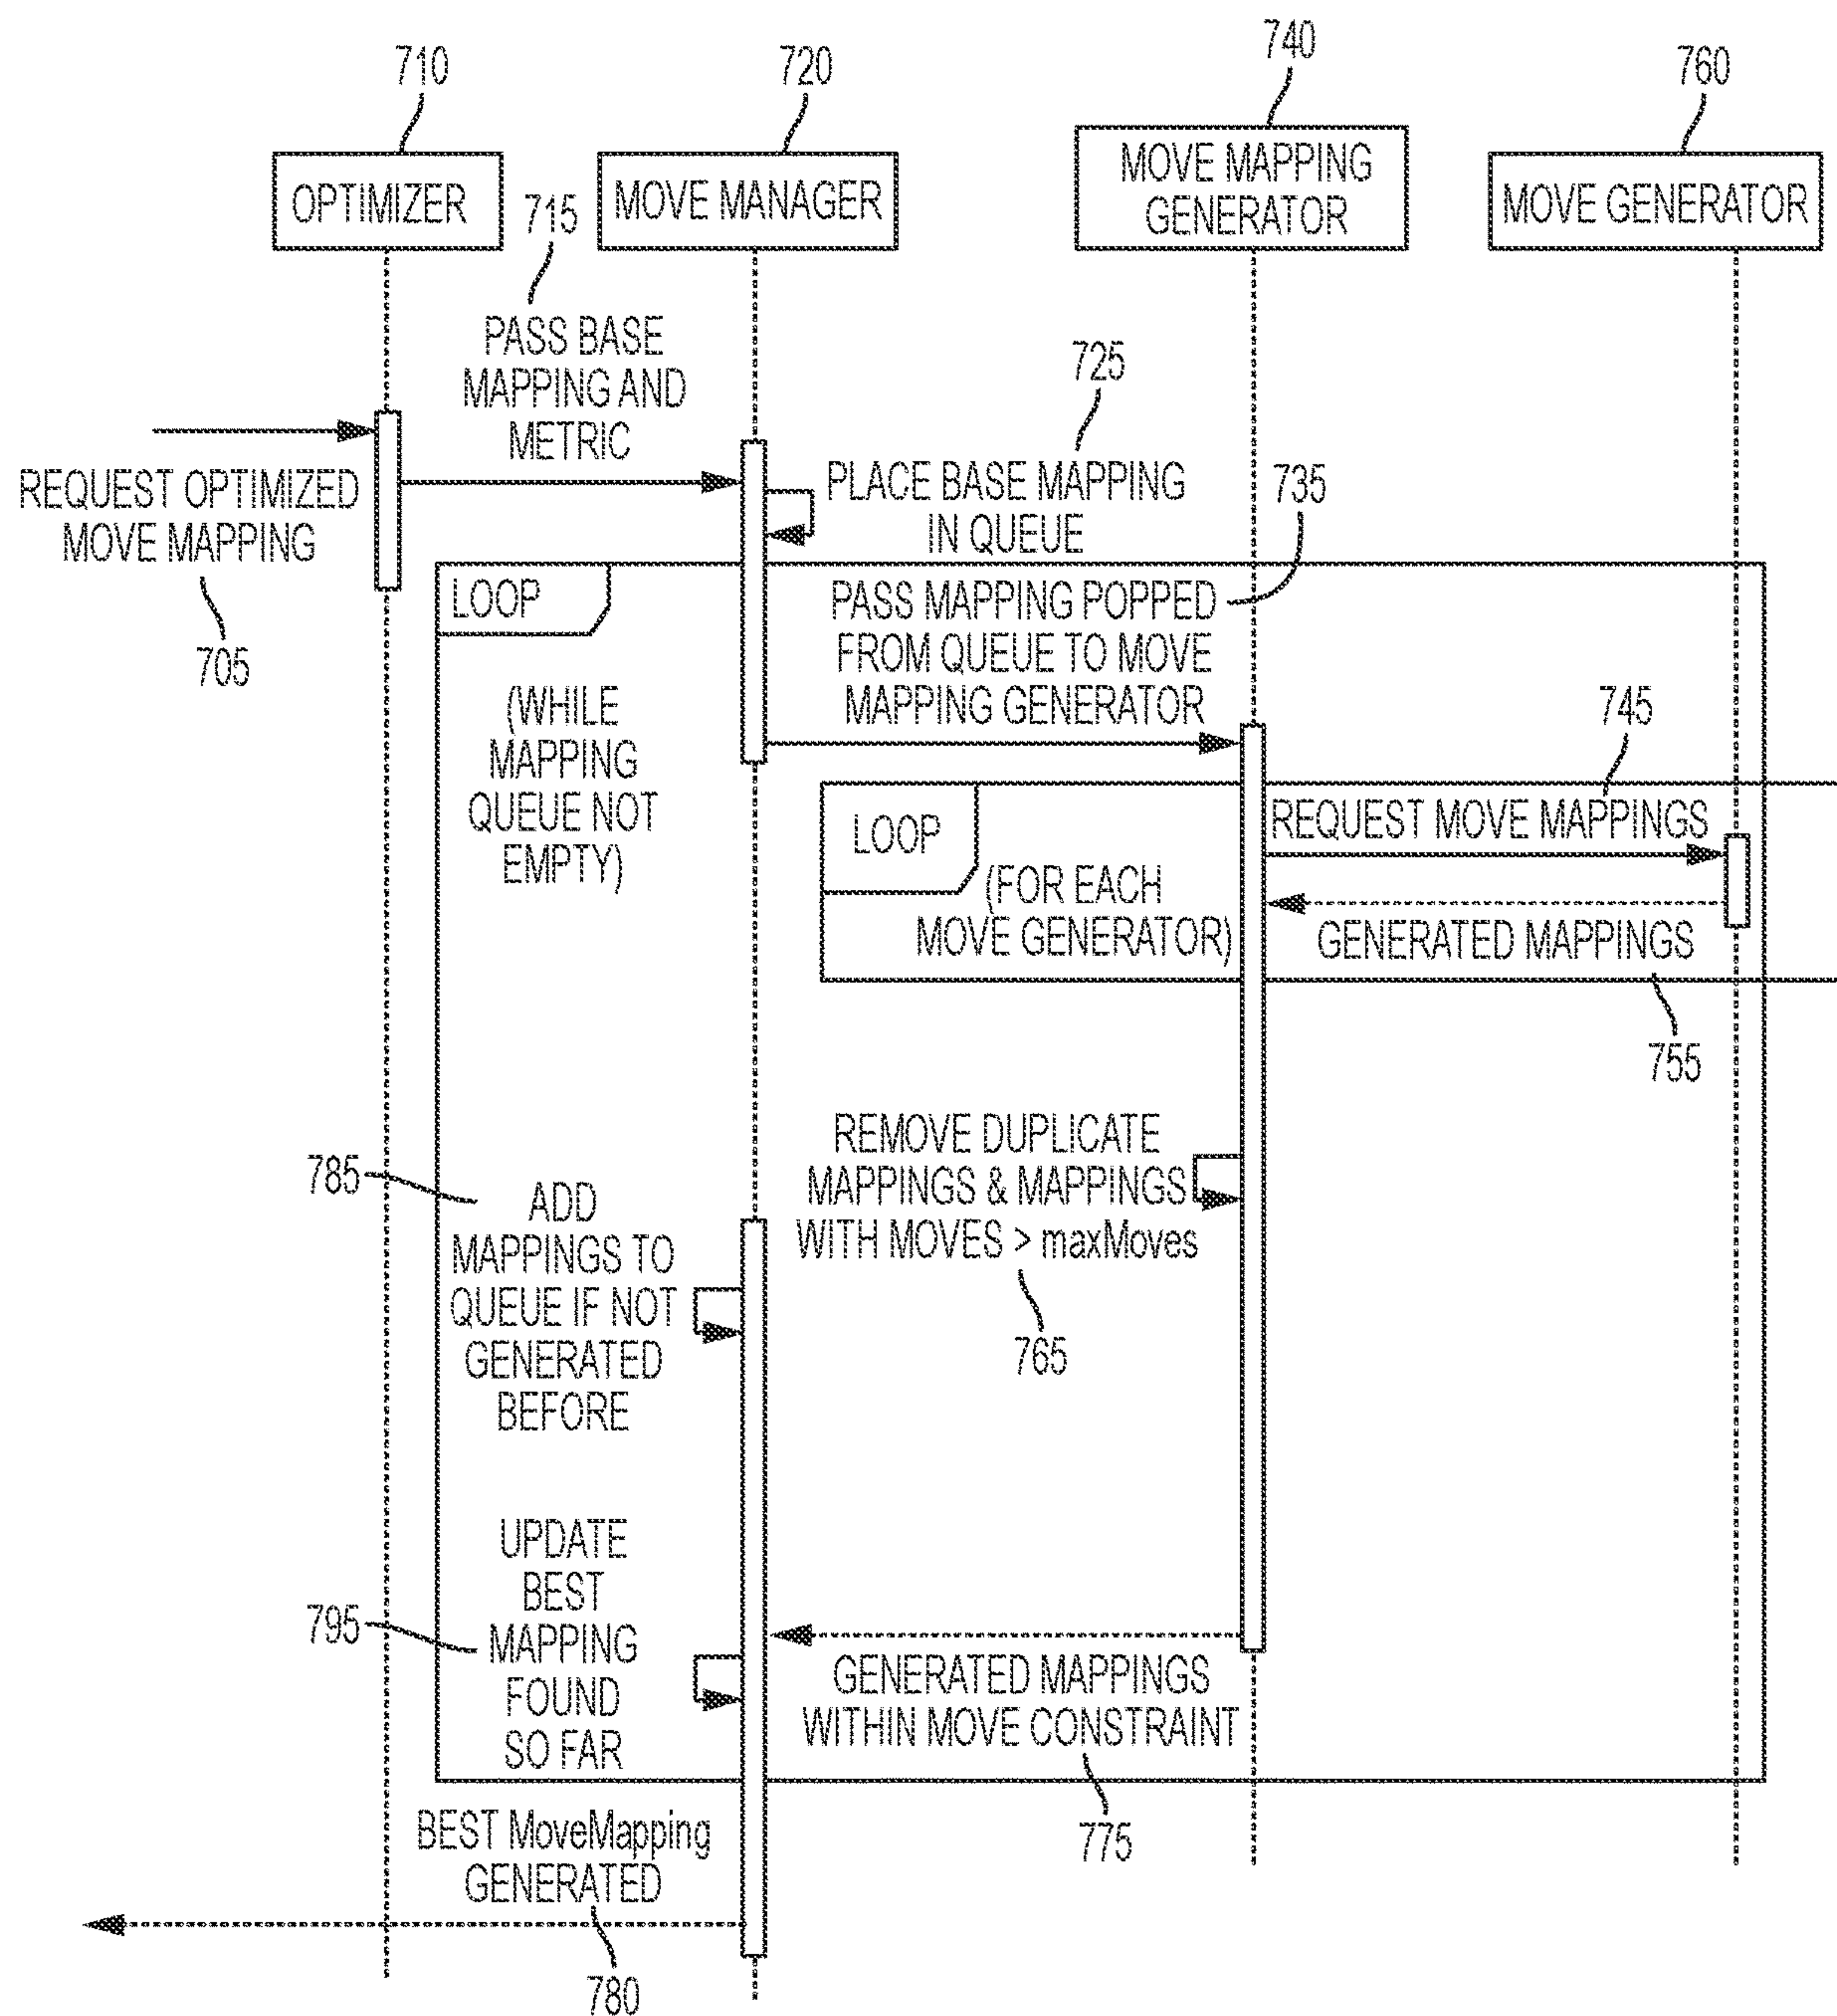 710
720
740
760
OPTIMIZER
MOVE MANAGER
MOVE MAPPING
GENERATOR
MOVE GENERATOR
715
PASS BASE
MAPPING AND
METRIC
725
REQUEST OPTIMIZED
MOVE MAPPING
705
PLACE BASE MAPPING
IN QUEUE
735
LOOP
(WHILE
MAPPING
QUEUE NOT
EMPTY)
PASS MAPPING POPPED
FROM QUEUE TO MOVE
MAPPING GENERATOR
745
LOOP
(FOR EACH
MOVE GENERATOR)
REQUEST MOVE MAPPINGS
GENERATED MAPPINGS
755
REMOVE DUPLICATE
MAPPINGS & MAPPINGS
WITH MOVES > maxMoves
765
785
ADD
MAPPINGS TO
QUEUE IF NOT
GENERATED
BEFORE
795
UPDATE
BEST
MAPPING
FOUND
SO FAR
GENERATED MAPPINGS
WITHIN MOVE CONSTRAINT
775
BEST MoveMapping
GENERATED
780